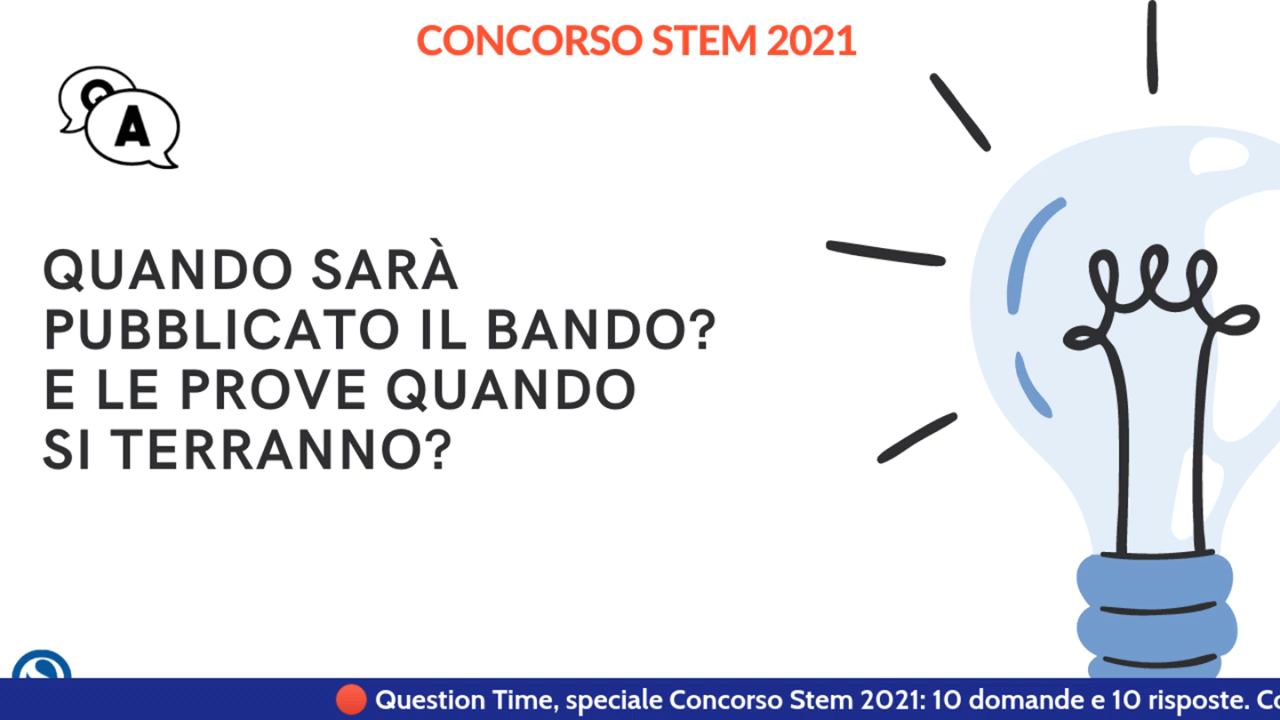 CONCORSO STEM 2021
Q
A
QUANDO SARÀ
PUBBLICATO IL BANDO?
E LE PROVE QUANDO
SI TERRANNO?
Question Time, speciale Concorso Stem 2021: 10 domande e 10 risposte.